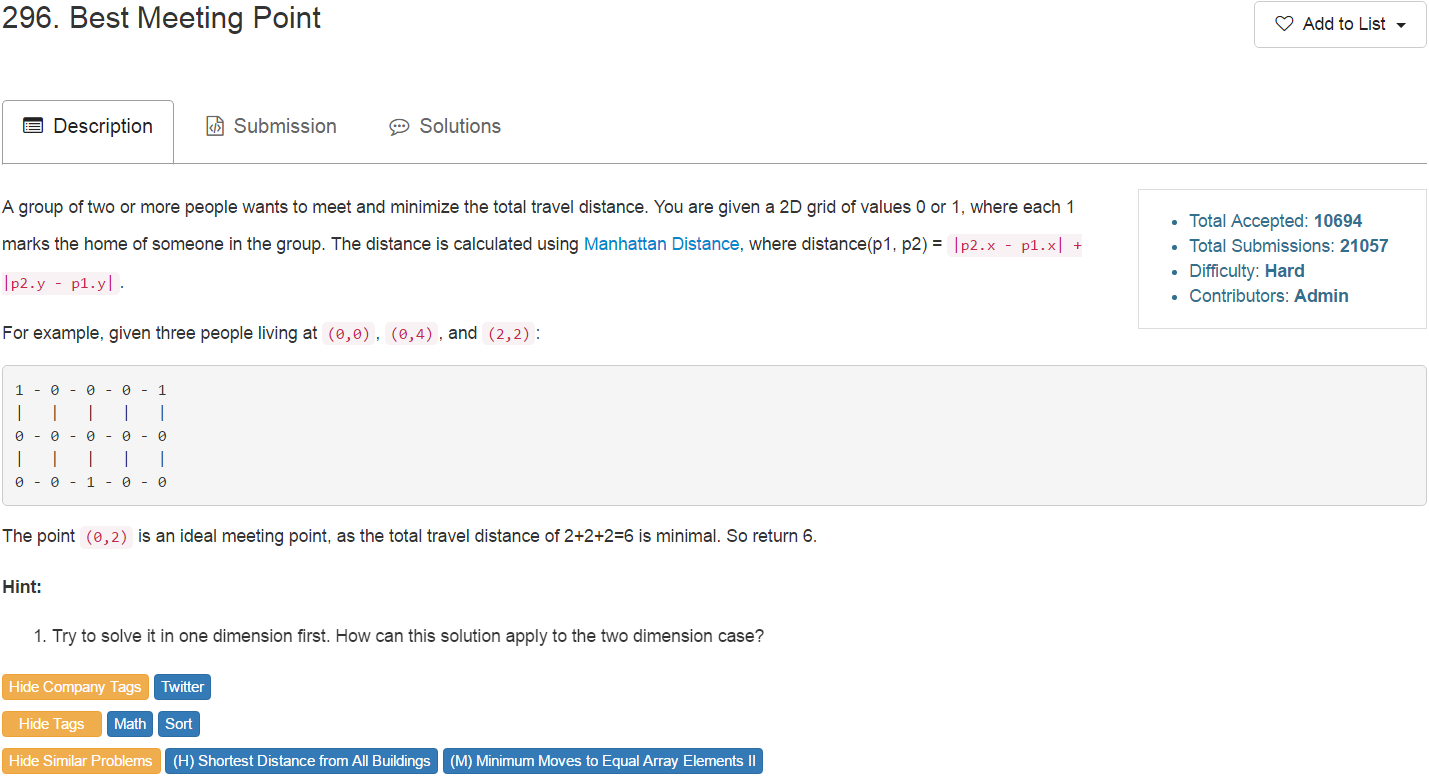 296. Best Meeting Point
Add to List
Description
Submission
Solutions
A group of two or more people wants to meet and minimize the total travel distance. You are given a 2D grid of values 0 or 1, where each 1
marks the home of someone in the group. The distance is calculated using Manhattan Distance, where distance(p1, p2) = |p2.x - p1.x| +
|p2.y - p1.y|.
Total Accepted: 10694
Total Submissions: 21057
Difficulty: Hard
Contributors: Admin
For example, given three people living at (0,0), (0,4), and (2,2):
1 - 0 - 0 - 0 - 1
|   |   |   |   |
0 - 0 - 0 - 0 - 0
|   |   |   |   |
0 - 0 - 1 - 0 - 0
The point (0,2) is an ideal meeting point, as the total travel distance of 2+2+2=6 is minimal. So return 6.
Hint:
1. Try to solve it in one dimension first. How can this solution apply to the two dimension case?
Hide Company Tags Twitter
Hide Tags Math Sort
Hide Similar Problems (H) Shortest Distance from All Buildings (M) Minimum Moves to Equal Array Elements II